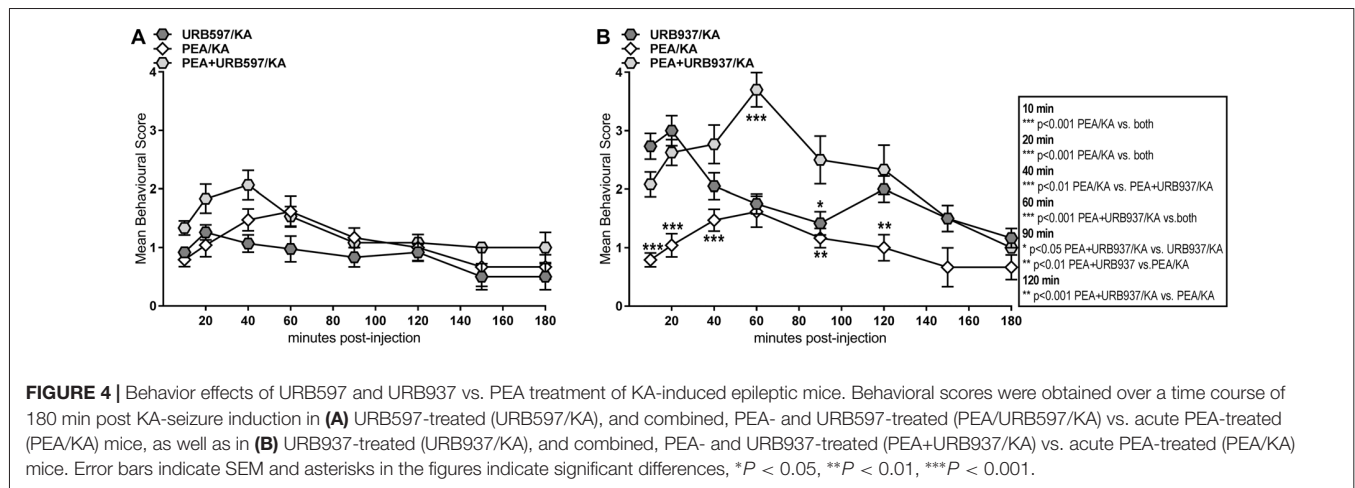 A
URB597/KA
PEA/KA
PEA+URB597/KA
4
3
2
1
0
Mean Behavioural Score
20 40 60 80 100 120 140 160 180
minutes post-injection
B
URB937/KA
PEA/KA
PEA+URB937/KA
4
3
2
1
0
Mean Behavioural Score
***
***
***
***
*
**
**
20 40 60 80 100 120 140 160 180
minutes post-injection
10 min
*** p<0.001 PEA/KA vs. both
20 min
*** p<0.001 PEA/KA vs. both
40 min
*** p<0.01 PEA/KA vs. PEA+URB937/KA
60 min
*** p<0.001 PEA+URB937/KA vs.both
90 min
* p<0.05 PEA+URB937/KA vs. URB937/KA
** p<0.01 PEA+URB937 vs.PEA/KA
120 min
** p<0.001 PEA+URB937/KA vs. PEA/KA
FIGURE 4 | Behavior effects of URB597 and URB937 vs. PEA treatment of KA-induced epileptic mice. Behavioral scores were obtained over a time course of
180 min post KA-seizure induction in (A) URB597-treated (URB597/KA), and combined, PEA- and URB597-treated (PEA/URB597/KA) vs. acute PEA-treated
(PEA/KA) mice, as well as in (B) URB937-treated (URB937/KA), and combined, PEA- and URB937-treated (PEA+URB937/KA) vs. acute PEA-treated (PEA/KA)
mice. Error bars indicate SEM and asterisks in the figures indicate significant differences, *P < 0.05, **P < 0.01, ***P < 0.001.